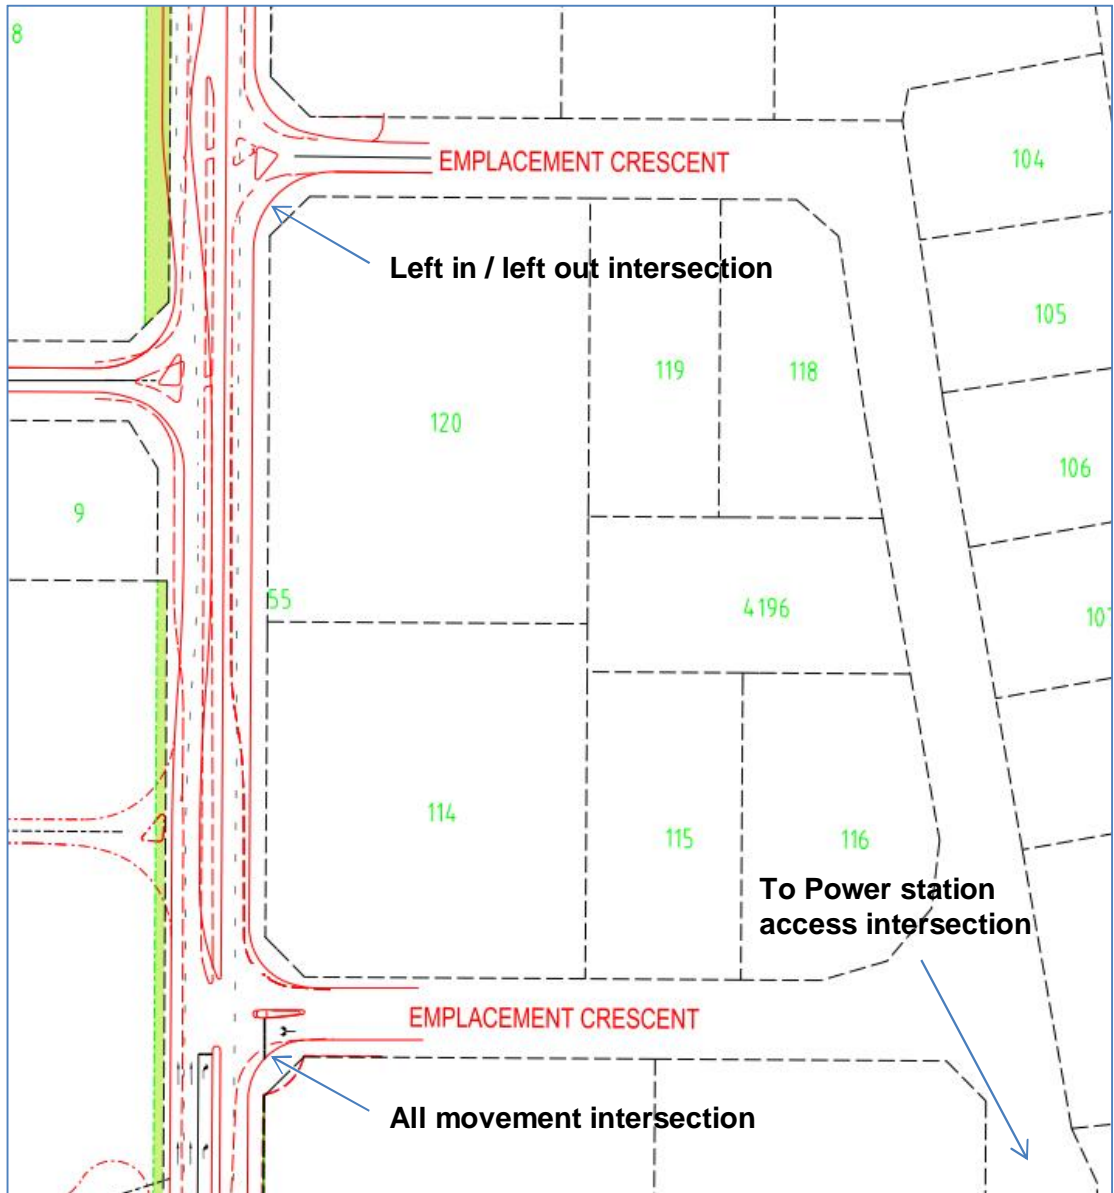 8
EMPLACEMENT CRESCENT
104
Left in / left out intersection
105
119
118
120
106
9
55
4196
107
114
115
116
To Power station
access intersection
EMPLACEMENT CRESCENT
All movement intersection